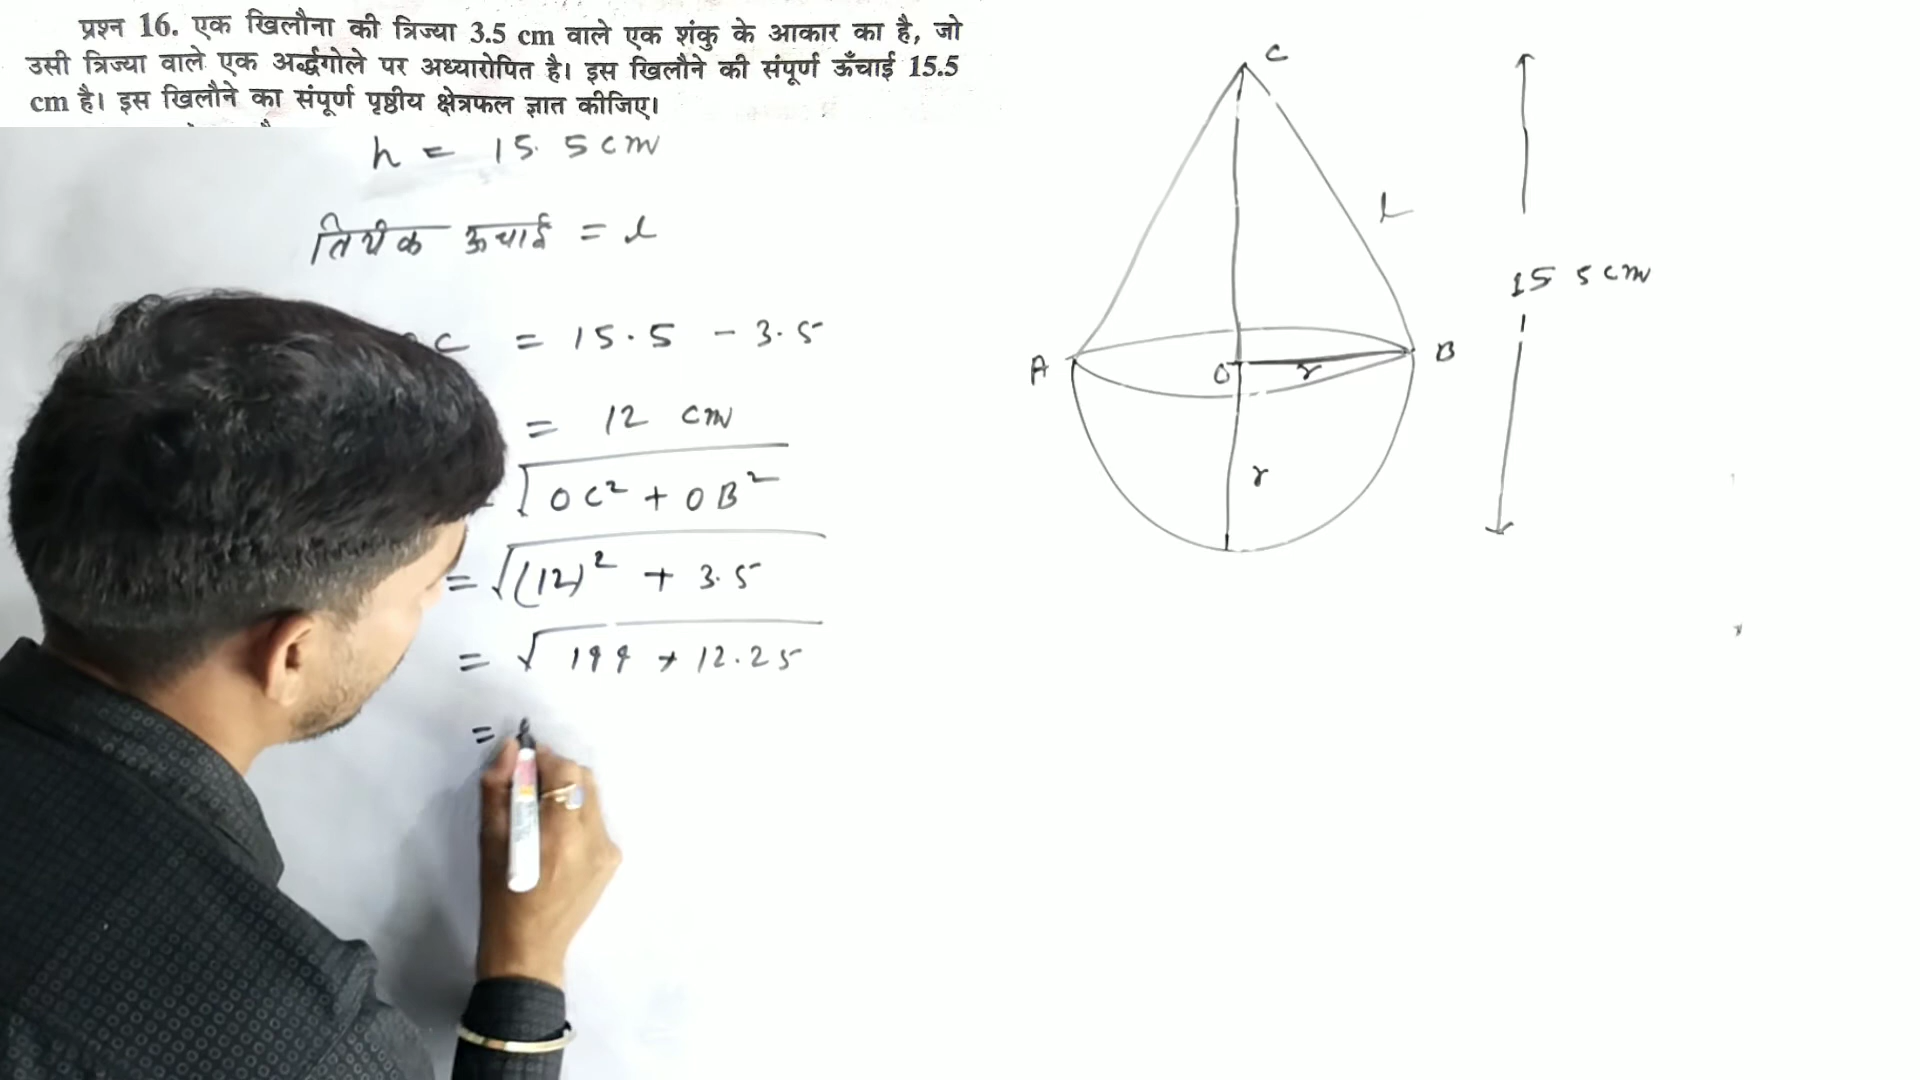 प्रश्न 16. एक खिलौना की त्रिज्या 3.5 cm वाले एक शंकु के आकार का है, जो
उसी त्रिज्या वाले एक अर्द्धगोले पर अध्यारोपित है। इस खिलौने की संपूर्ण ऊँचाई 15.5
cm है। इस खिलौने का संपूर्ण पृष्ठीय क्षेत्रफल ज्ञात कीजिए।
h = 15.5 cm
तिर्यक ऊचाई = l
C = 15.5 - 3.5
= 12 cm
= √OC² + OB²
= √(12)² + 3.5
= √144 + 12.25
=
C
l
15 5 cm
A
O
r
B
r